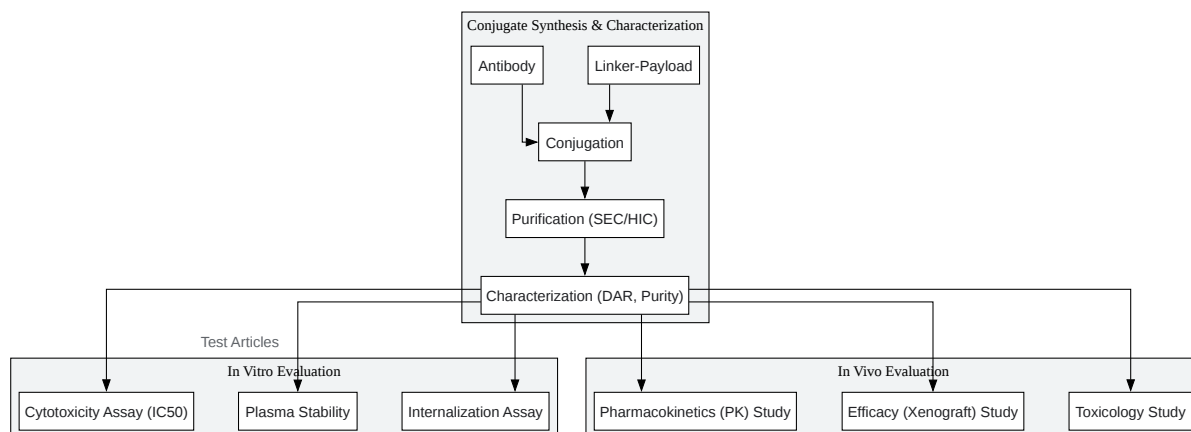 Conjugate Synthesis & Characterization
Antibody
Linker-Payload
Conjugation
Purification (SEC/HIC)
Characterization (DAR, Purity)
Test Articles
In Vitro Evaluation
In Vivo Evaluation
Cytotoxicity Assay (IC50)
Plasma Stability
Internalization Assay
Pharmacokinetics (PK) Study
Efficacy (Xenograft) Study
Toxicology Study